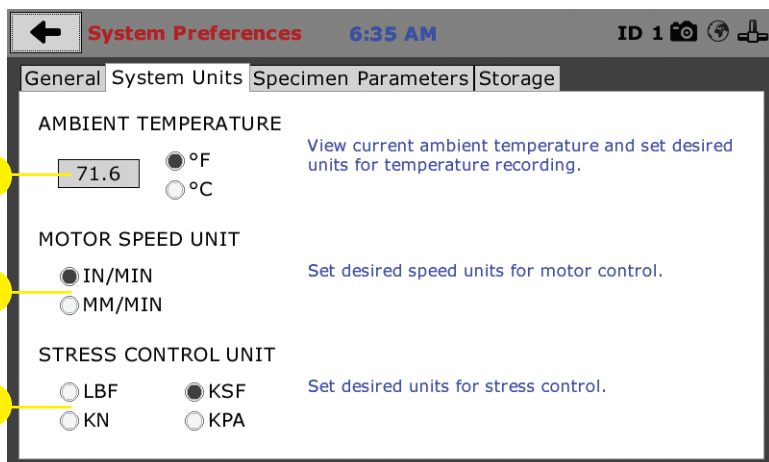 System Preferences 6:35 AM ID 1
General System Units Specimen Parameters Storage
AMBIENT TEMPERATURE
View current ambient temperature and set desired
units for temperature recording.
71.6
°F
°C
MOTOR SPEED UNIT
IN/MIN
MM/MIN
Set desired speed units for motor control.
STRESS CONTROL UNIT
LBF KSF
KN KPA
Set desired units for stress control.